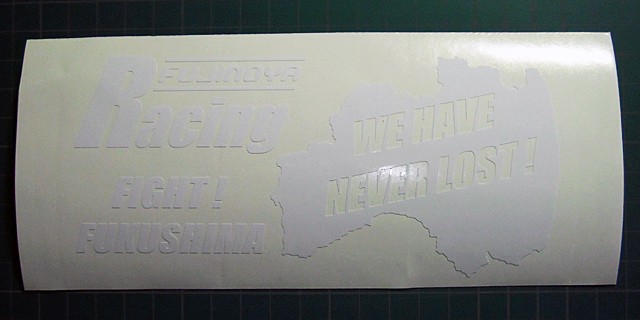 FUJINOYA
Racing
FIGHT !
FUKUSHIMA
WE HAVE
NEVER LOST !